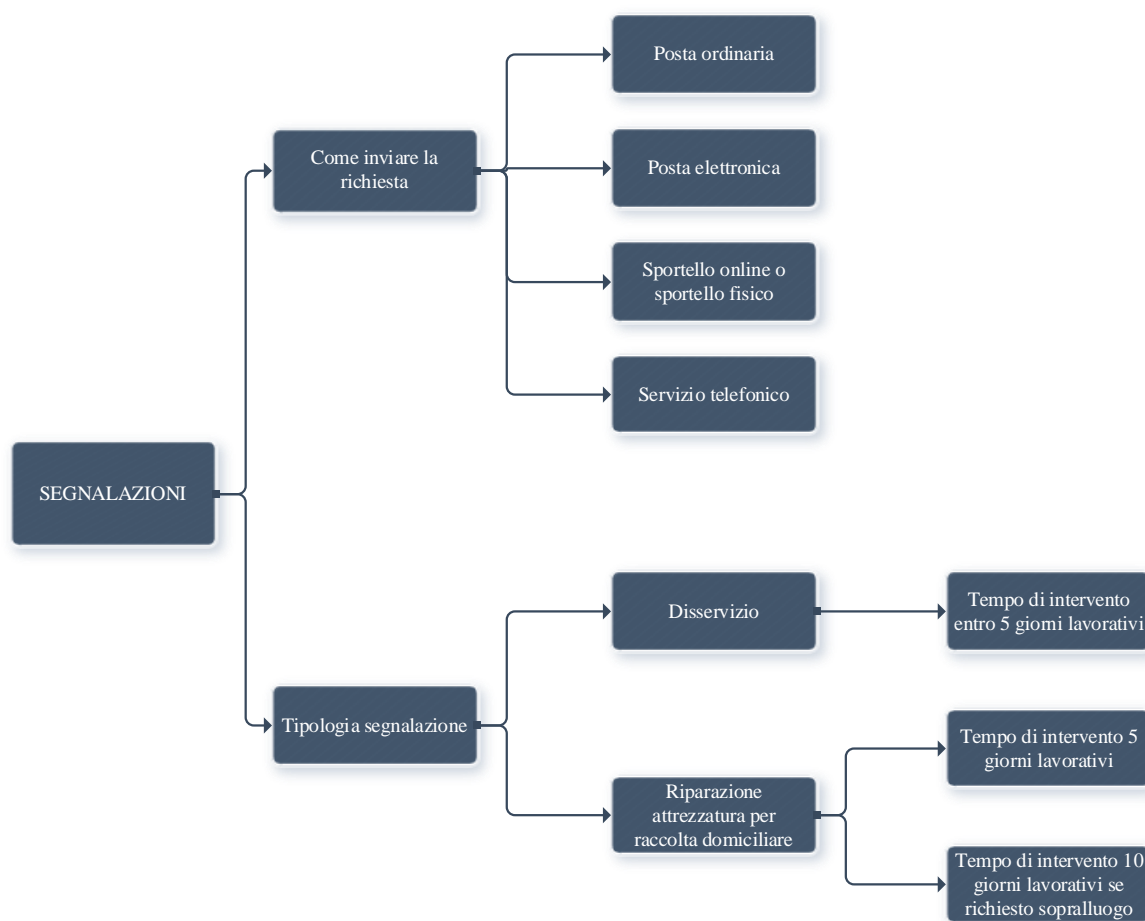 Posta ordinaria
Come inviare la
richiesta
Posta elettronica
Sportello online o
sportello fisico
Servizio telefonico
SEGNALAZIONI
Disservizio
Tempo di intervento
entro 5 giorni lavorativi
Tipologia segnalazione
Tempo di intervento 5
giorni lavorativi
Riparazione
attrezzatura per
raccolta domiciliare
Tempo di intervento 10
giorni lavorativi se
richiesto sopralluogo